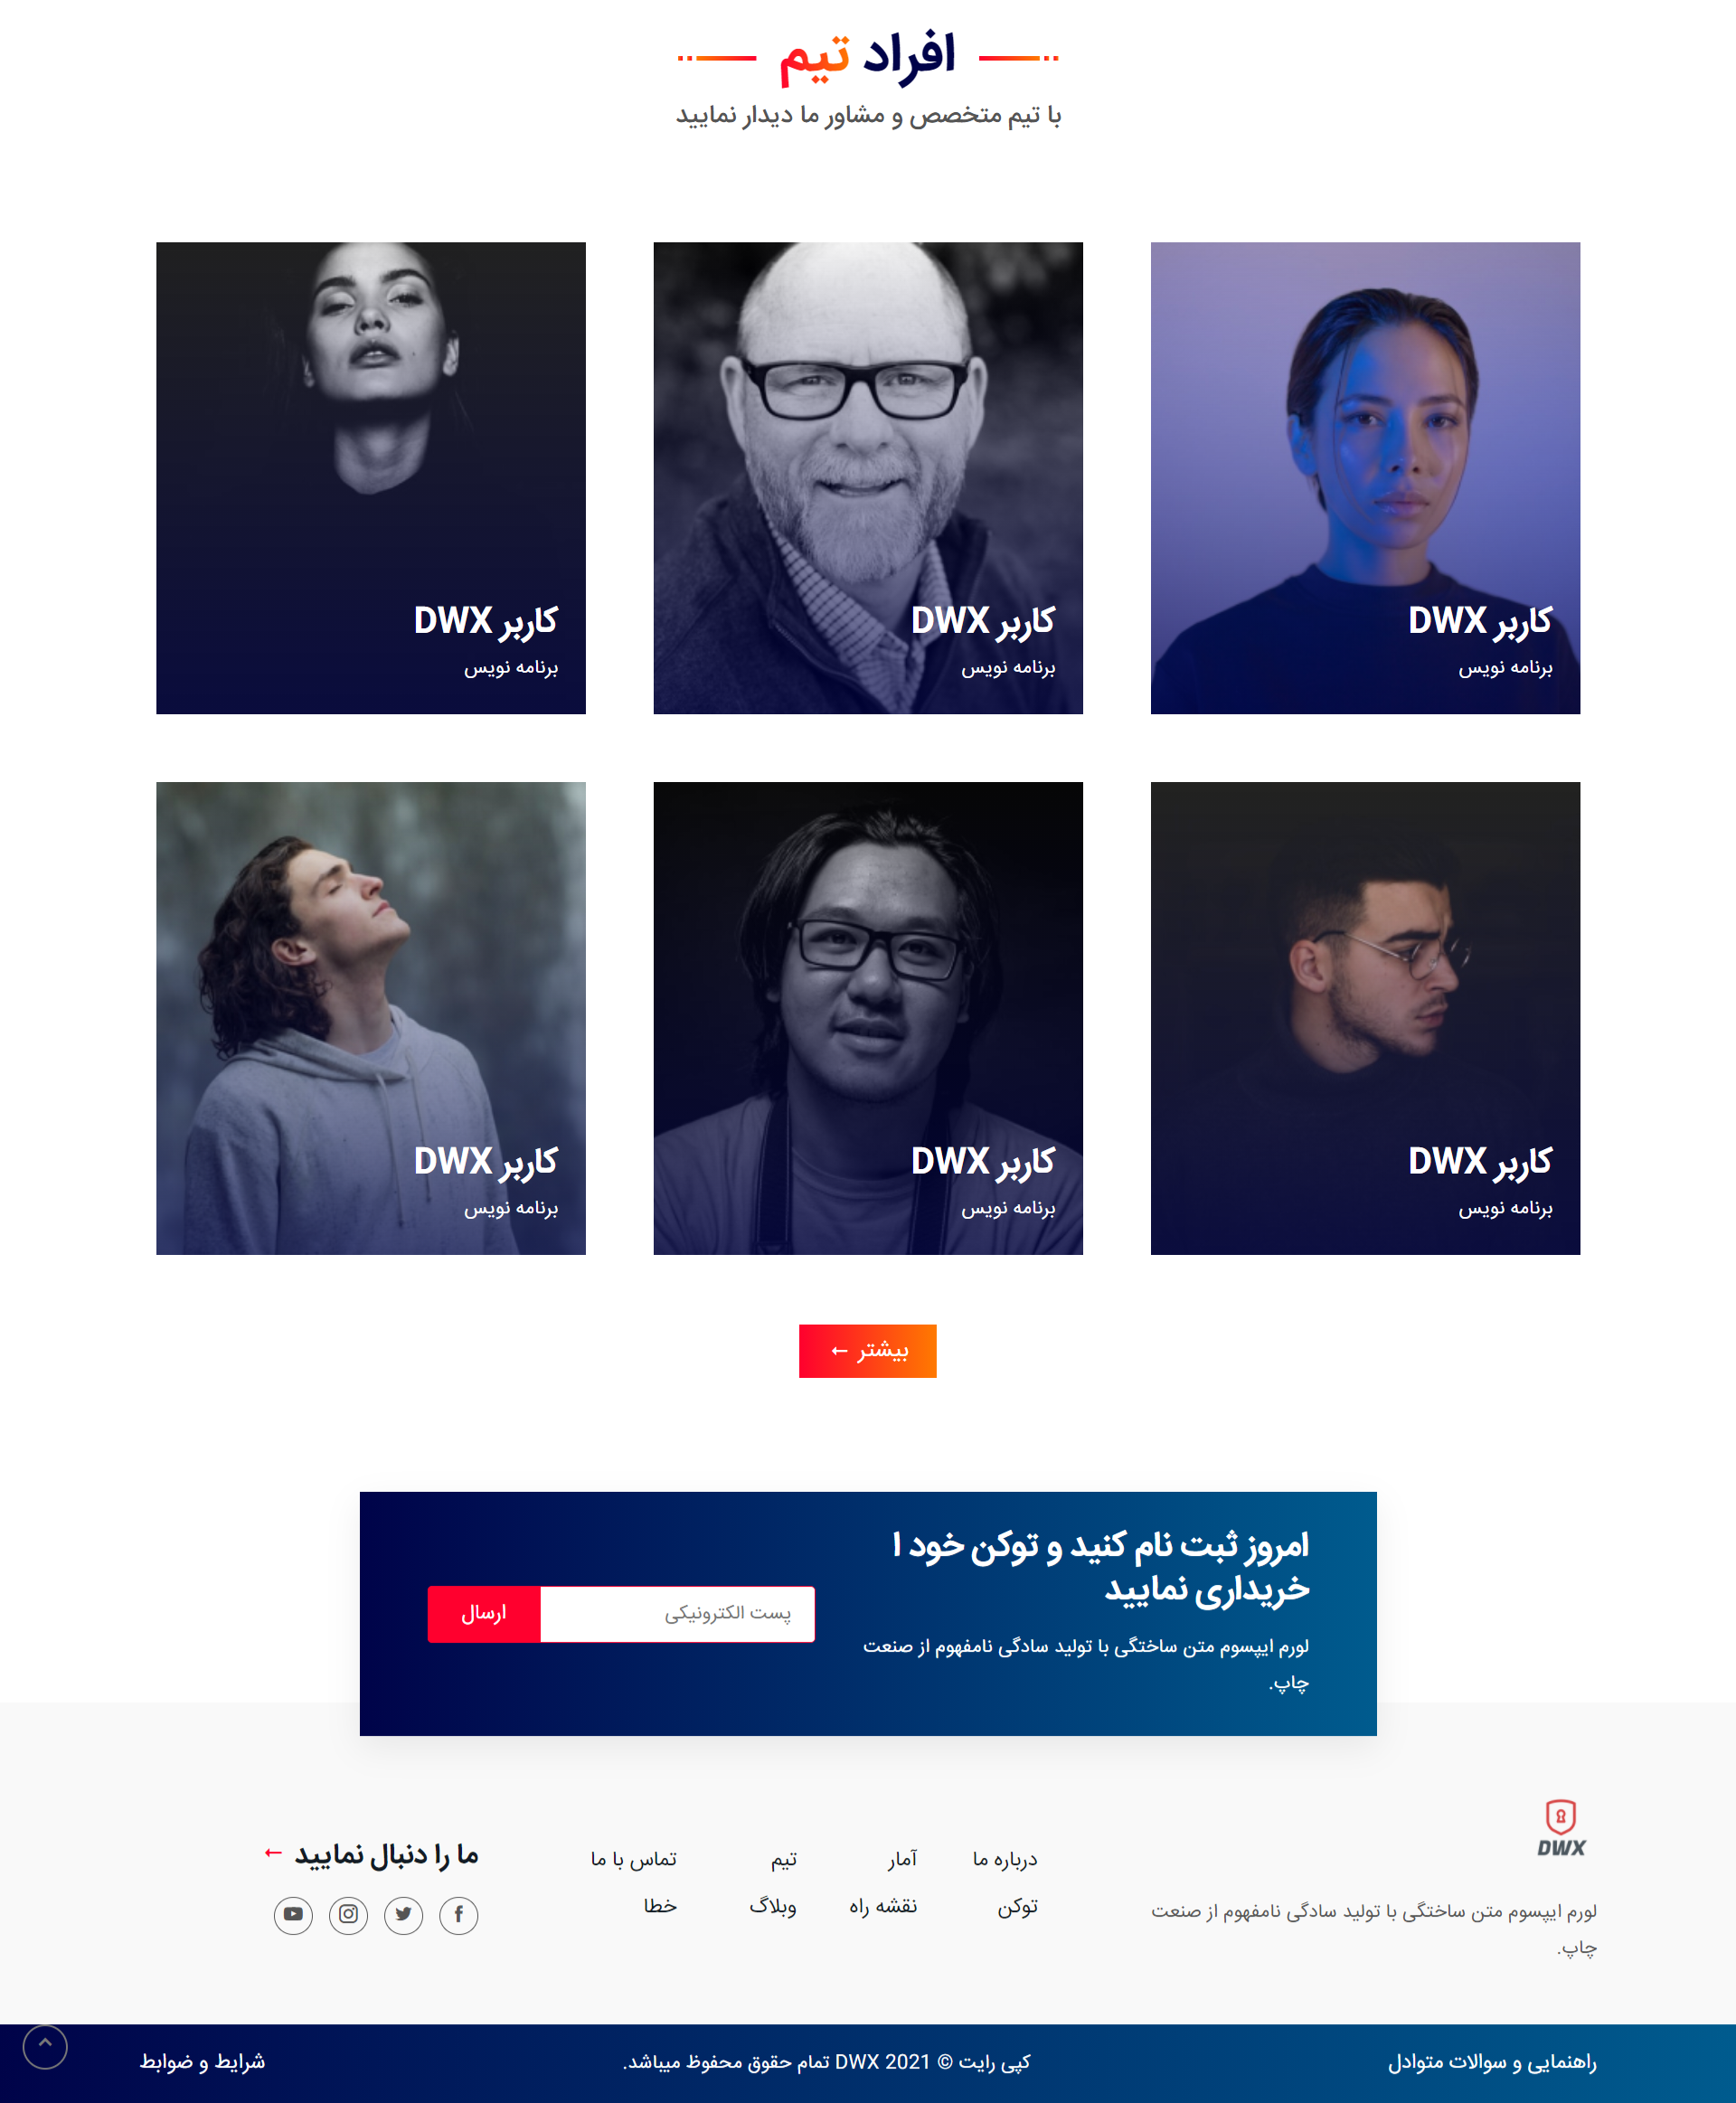 افراد تیم
با تیم متخصص و مشاور ما دیدار نمایید
کاربر DWX
برنامه نویس
کاربر DWX
برنامه نویس
کاربر DWX
برنامه نویس
کاربر DWX
برنامه نویس
کاربر DWX
برنامه نویس
کاربر DWX
برنامه نویس
بیشتر ←
امروز ثبت نام کنید و توکن خود ا
خریداری نمایید
لورم ایپسوم متن ساختگی با تولید سادگی نامفهوم از صنعت
چاپ.
پست الکترونیکی
ارسال
DWX
لورم ایپسوم متن ساختگی با تولید سادگی نامفهوم از صنعت
چاپ.
درباره ما
آمار
تیم
تماس با ما
توکن
نقشه راه
وبلاگ
خطا
ما را دنبال نمایید ←
راهنمایی و سوالات متوادل
کپی رایت © 2021 DWX تمام حقوق محفوظ میباشد.
شرایط و ضوابط